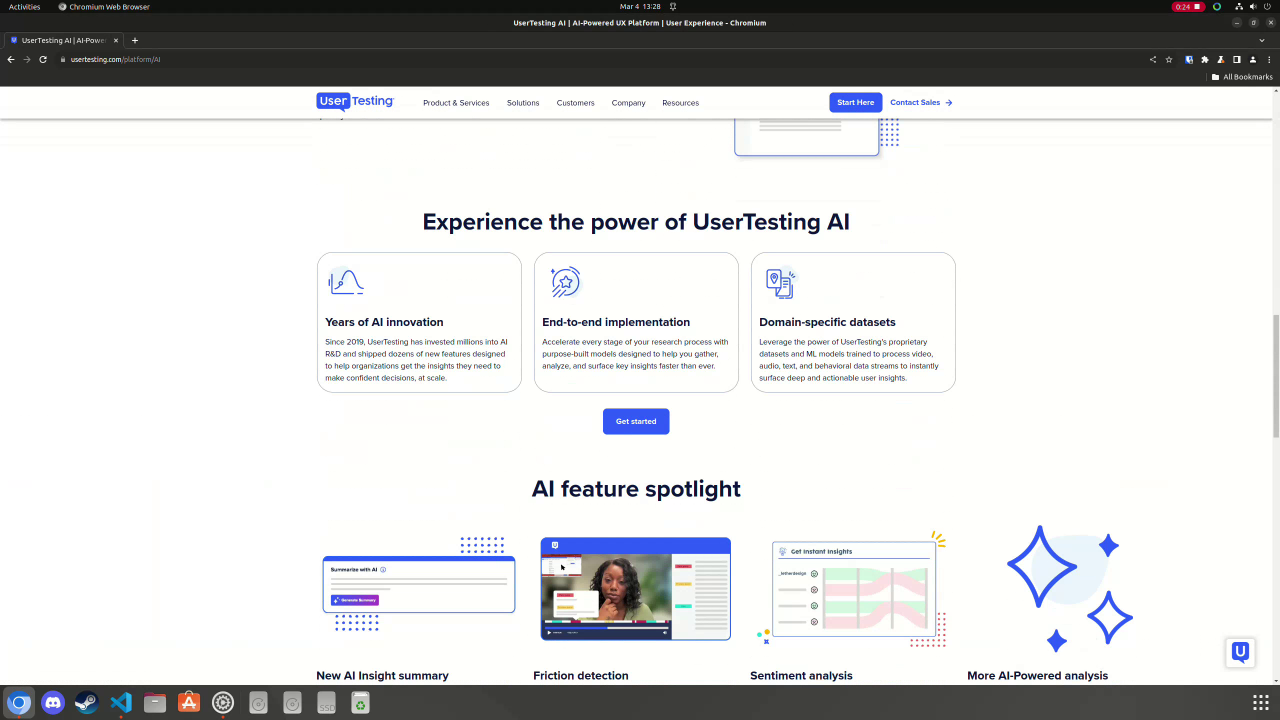 Activities
Chromium Web Browser
Mar 4 13:28
0:24
UserTesting AI | AI-Powered UX Platform | User Experience - Chromium
UserTesting AI | AI-Powe
usertesting.com/platform/AI
All Bookmarks
UserTesting
Product & Services
Solutions
Customers
Company
Resources
Start Here
Contact Sales
Experience the power of UserTesting AI
Years of AI innovation
Since 2019, UserTesting has invested millions into AI
R&D and shipped dozens of new features designed
to help organizations get the insights they need to
make confident decisions, at scale.
End-to-end implementation
Accelerate every stage of your research process with
purpose-built models designed to help you gather,
analyze, and surface key insights faster than ever.
Domain-specific datasets
Leverage the power of UserTesting's proprietary
datasets and ML models trained to process video,
audio, text, and behavioral data streams to instantly
surface deep and actionable user insights.
Get started
AI feature spotlight
Summarize with AI
Generate Summary
Get Instant Insights
New AI Insight summary
Friction detection
Sentiment analysis
More AI-Powered analysis
SSD